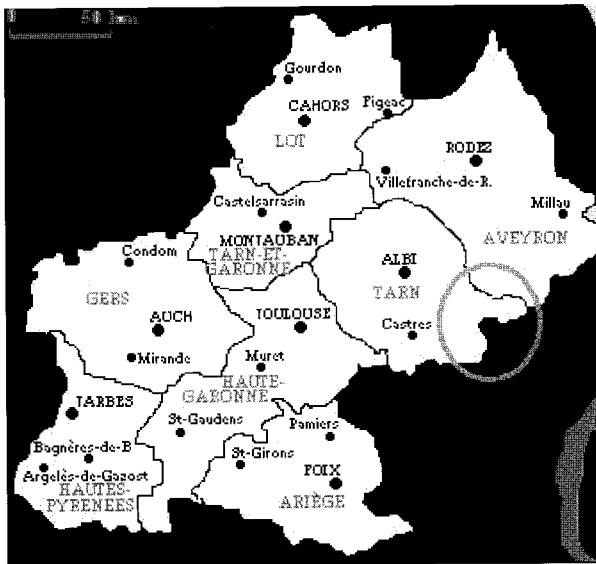 0 50 km
Gourdon
CAHORS
Figeac
LOT
RODEZ
Villefranche-de-R.
Castelsarrasin
Millau
MONTAUBAN
AVEYRON
TARN-ET-
GARONNE
Condom
ALBI
GERS
TARN
AUCH
TOULOUSE
Castres
Mirande
Muret
HAUTE-
GARONNE
TARBES
St-Gaudens
Pamiers
Bagnères-de-B
St-Girons
Argelès-de-Gazost
FOIX
HAUTES-
PYRENEES
ARIÈGE